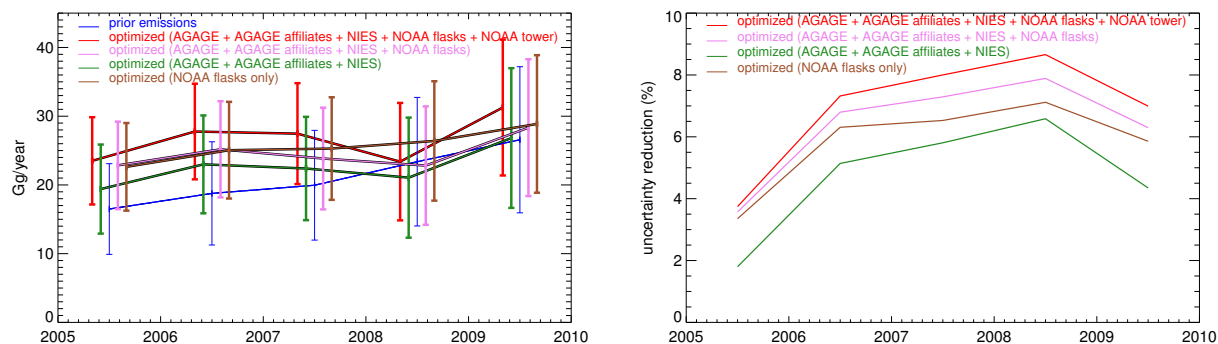 prior emissions
optimized (AGAGE + AGAGE affiliates + NIES + NOAA flasks + NOAA tower)
optimized (AGAGE + AGAGE affiliates + NIES + NOAA flasks)
optimized (AGAGE + AGAGE affiliates + NIES)
optimized (NOAA flasks only)
Gg/year
40
30
20
10
0
2005 2006 2007 2008 2009 2010
optimized (AGAGE + AGAGE affiliates + NIES + NOAA flasks + NOAA tower)
optimized (AGAGE + AGAGE affiliates + NIES + NOAA flasks)
optimized (AGAGE + AGAGE affiliates + NIES)
optimized (NOAA flasks only)
uncertainty reduction (%)
10
8
6
4
2
0
2005 2006 2007 2008 2009 2010